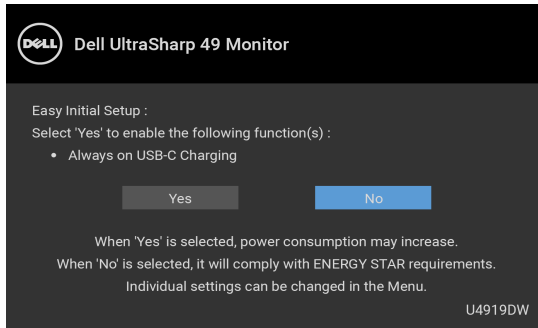 DELL
Dell UltraSharp 49 Monitor
Easy Initial Setup :
Select 'Yes' to enable the following function(s) :
• Always on USB-C Charging
Yes No
When 'Yes' is selected, power consumption may increase.
When 'No' is selected, it will comply with ENERGY STAR requirements.
Individual settings can be changed in the Menu.
U4919DW